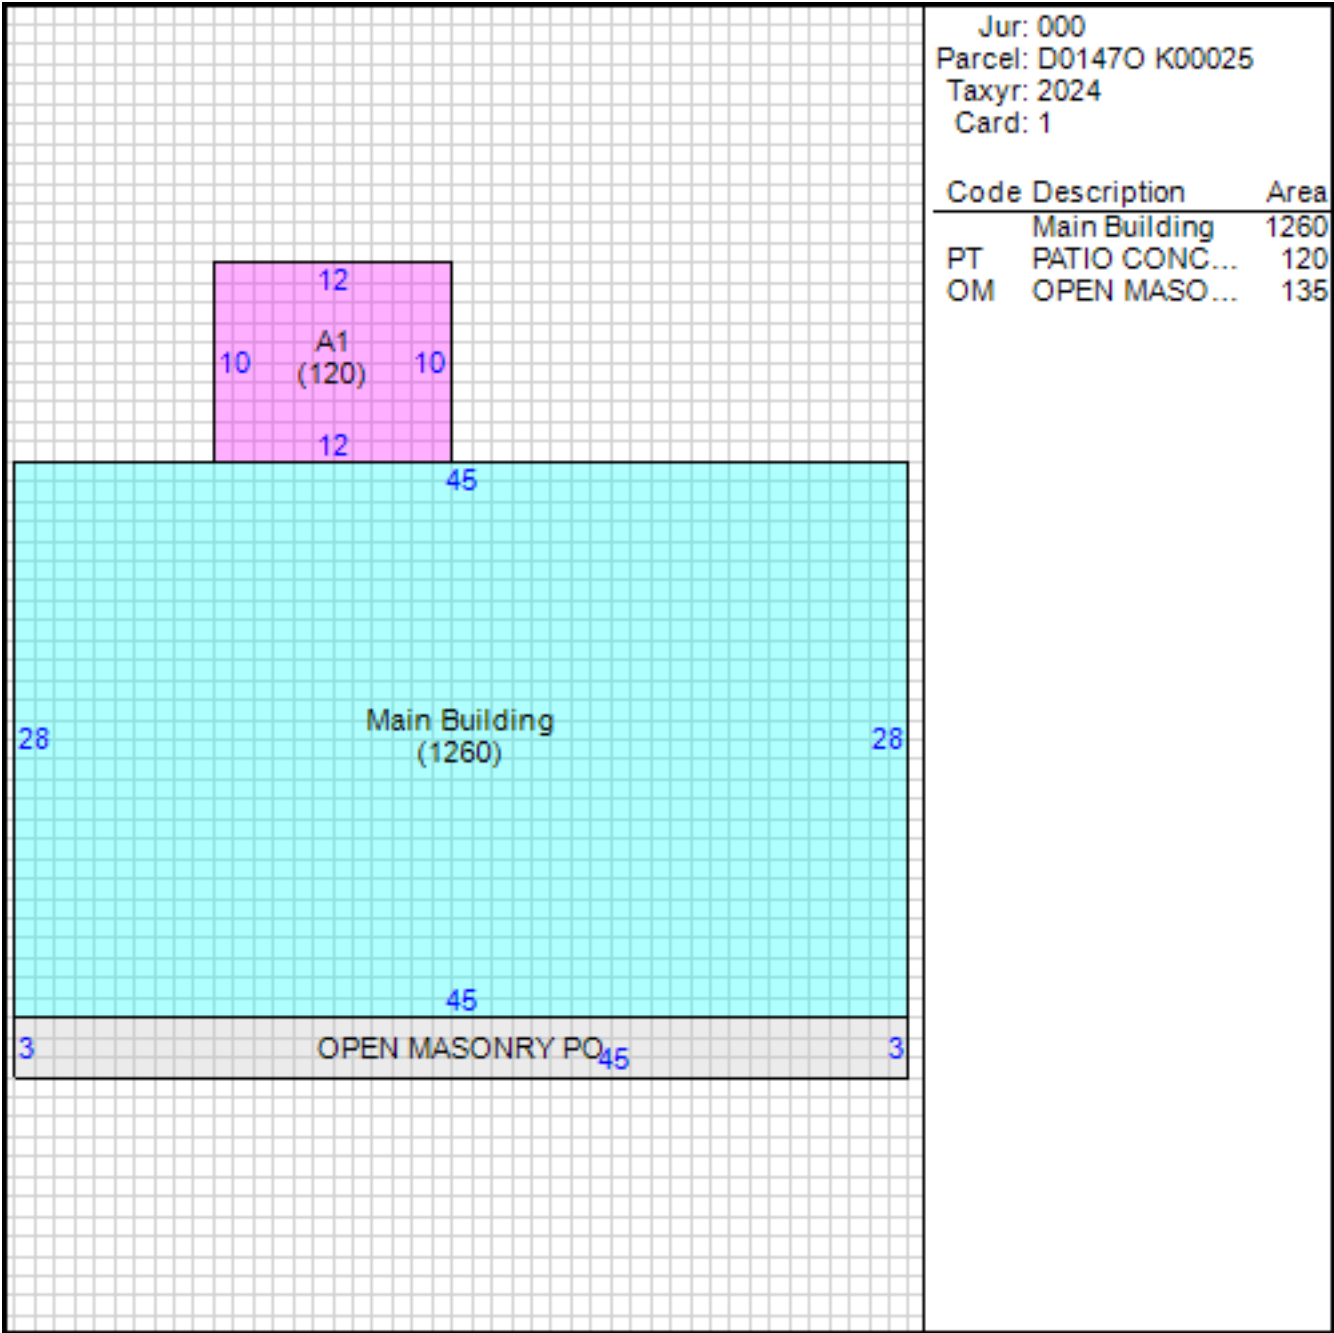 Jur: 000
Parcel: D0147O K00025
Taxyr: 2024
Card: 1
Code Description Area
Main Building 1260
PT PATIO CONC... 120
OM OPEN MASO... 135
12
A1
10 10
(120)
12
45
Main Building
28 28
(1260)
45
3 OPEN MASONRY PO 3
45